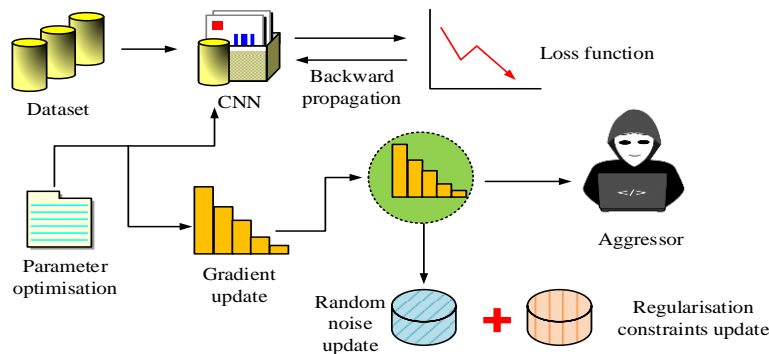 Dataset
CNN
Backward
propagation
Loss function
Parameter
optimisation
Gradient
update
</>
Aggressor
Random
noise
update
Regularisation
constraints update